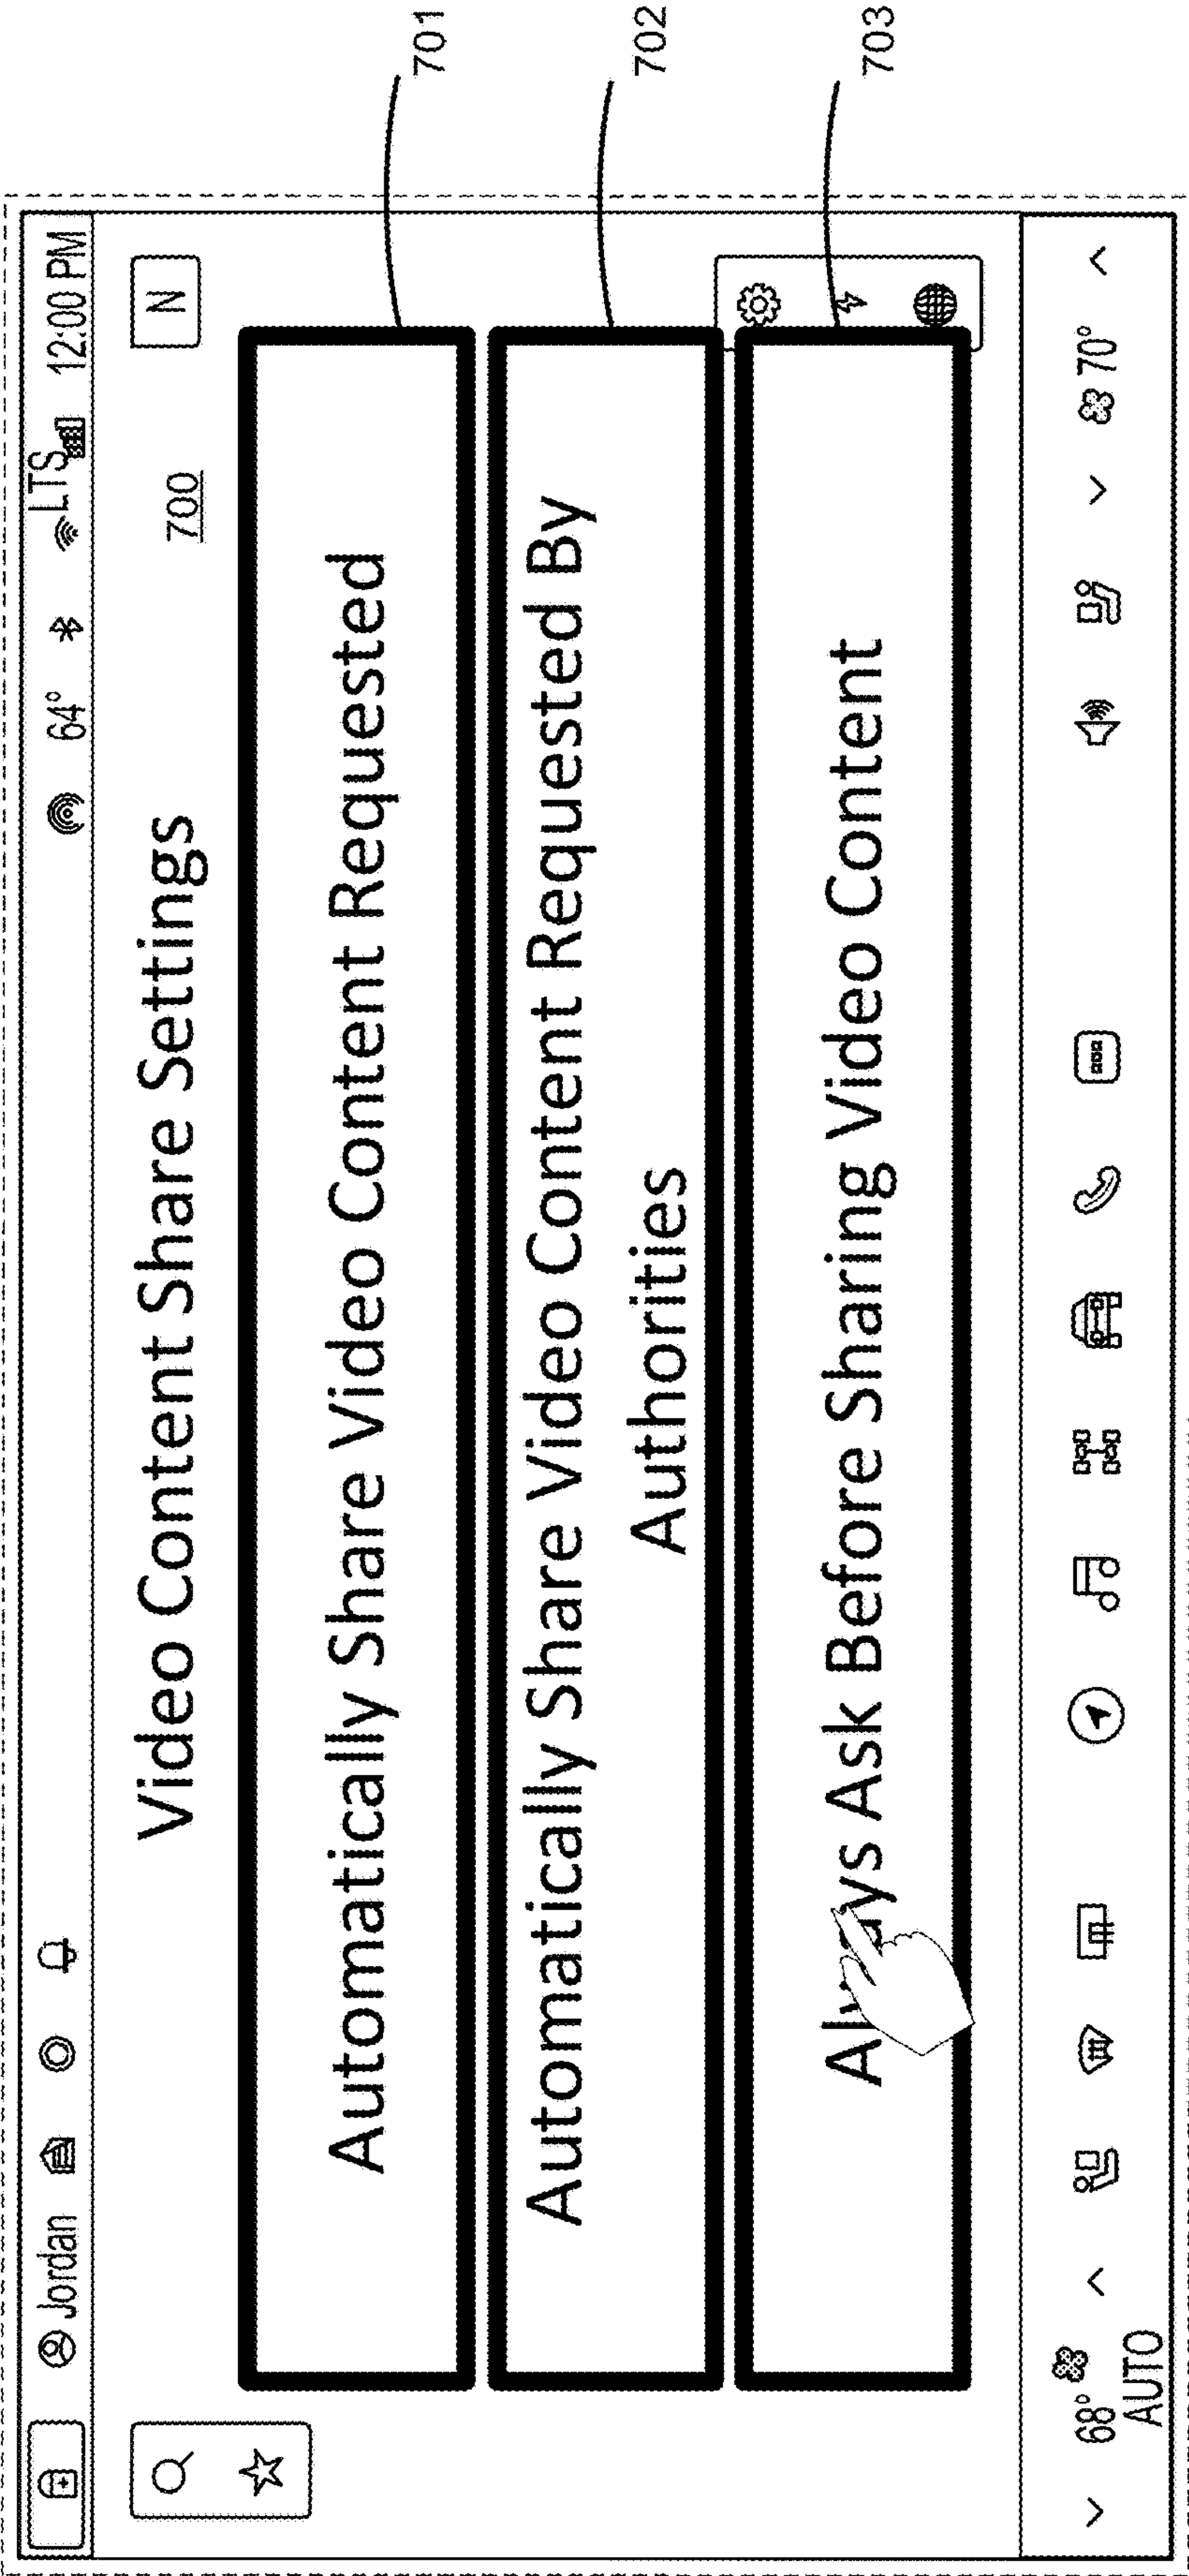 Jordan
64°
LTS
12:00 PM
Video Content Share Settings
700
N
Automatically Share Video Content Requested
701
Automatically Share Video Content Requested By
Authorities
702
Always Ask Before Sharing Video Content
703
68°
AUTO
70°